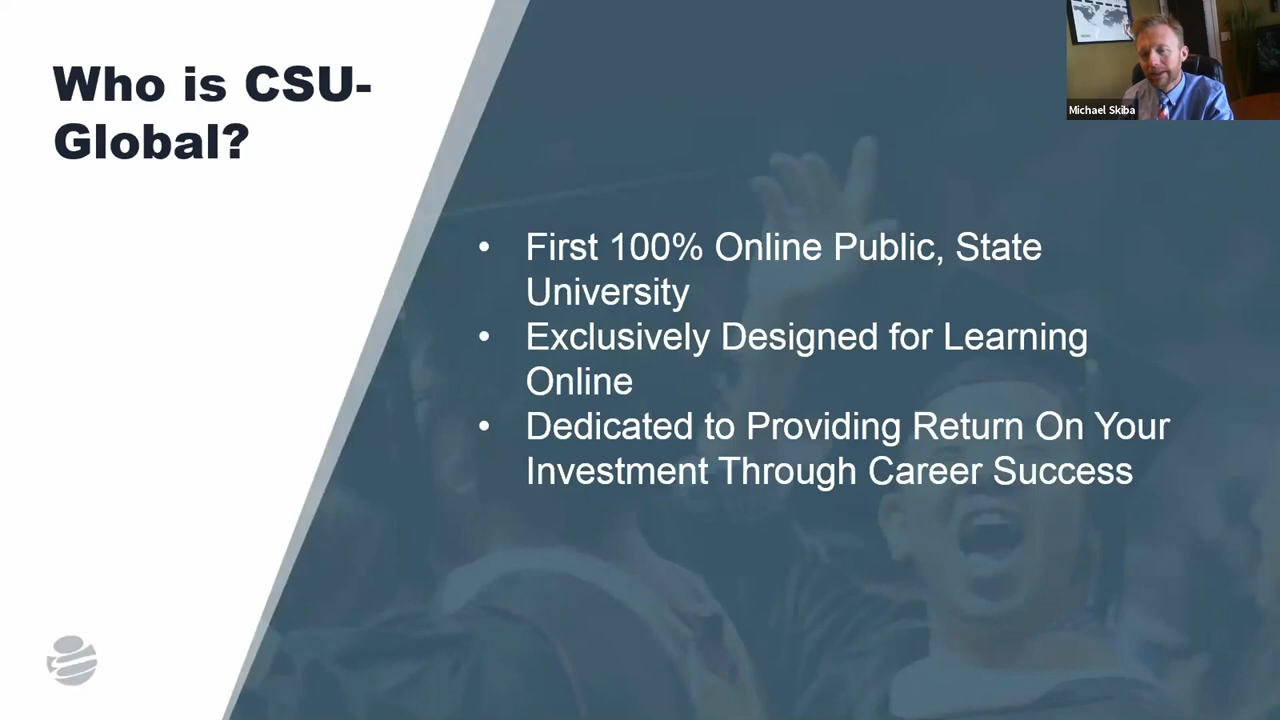 Who is CSU-
Global?
Michael Skiba
• First 100% Online Public, State
University
• Exclusively Designed for Learning
Online
• Dedicated to Providing Return On Your
Investment Through Career Success